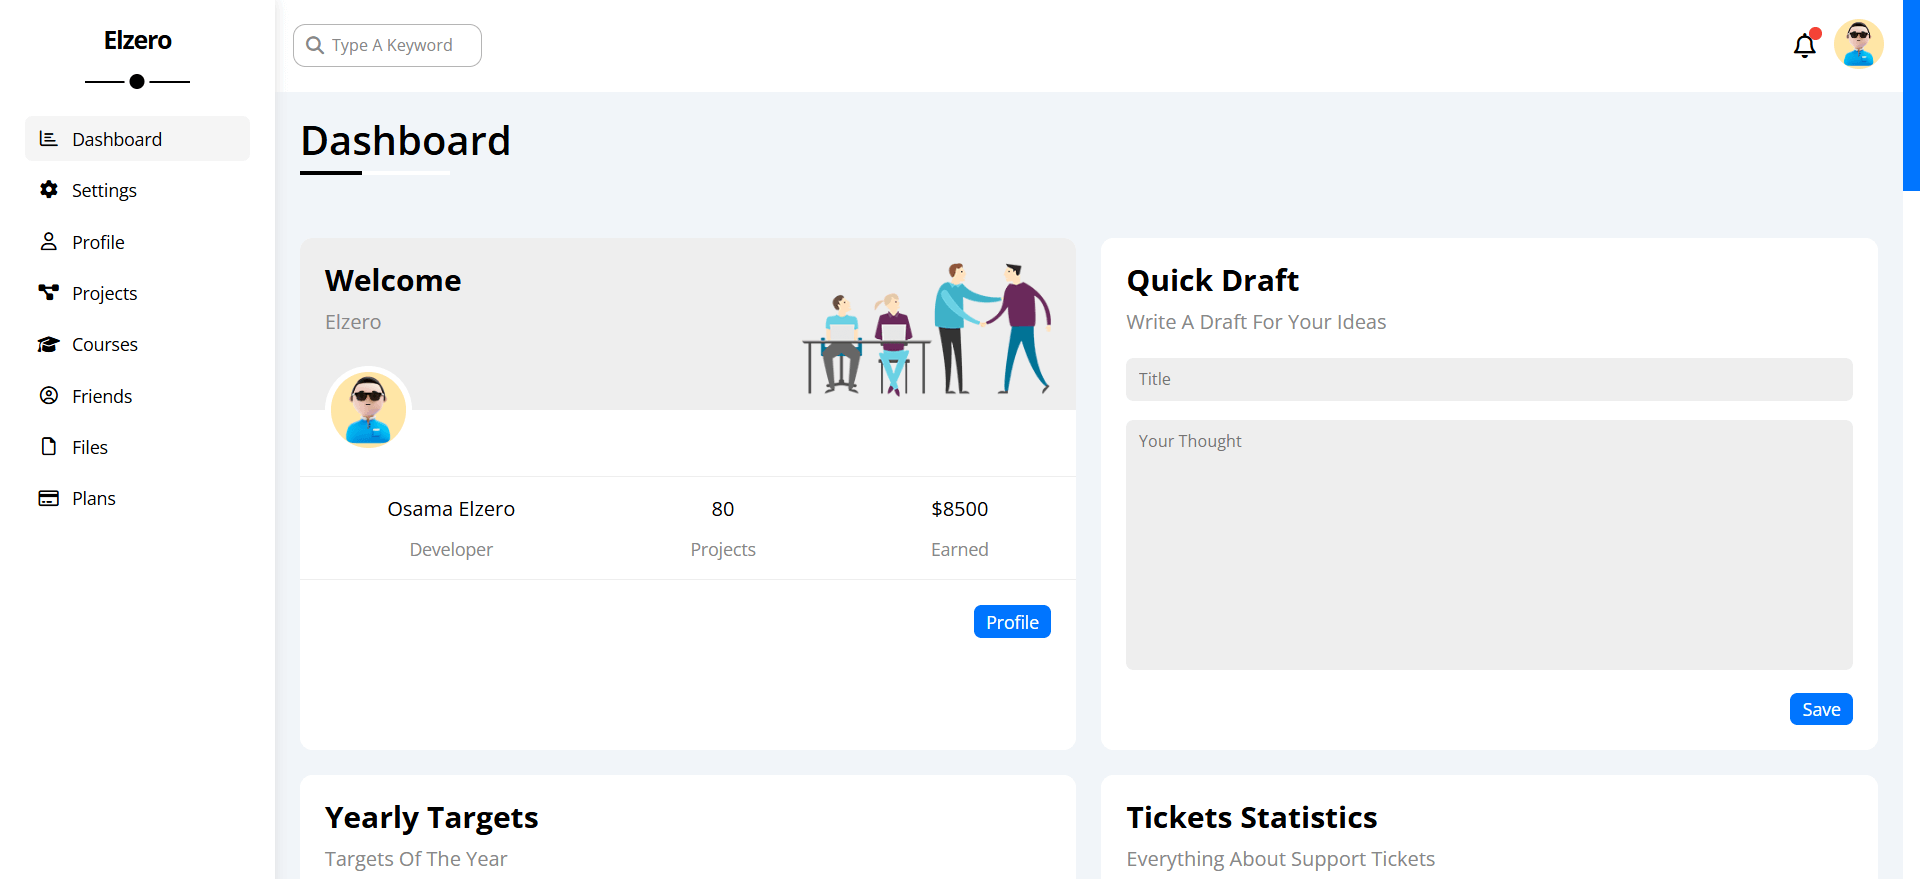 Elzero
Dashboard
Settings
Profile
Projects
Courses
Friends
Files
Plans
Type A Keyword
Dashboard
Welcome
Elzero
Osama Elzero
Developer
80
Projects
$8500
Earned
Profile
Quick Draft
Write A Draft For Your Ideas
Title
Your Thought
Save
Yearly Targets
Targets Of The Year
Tickets Statistics
Everything About Support Tickets